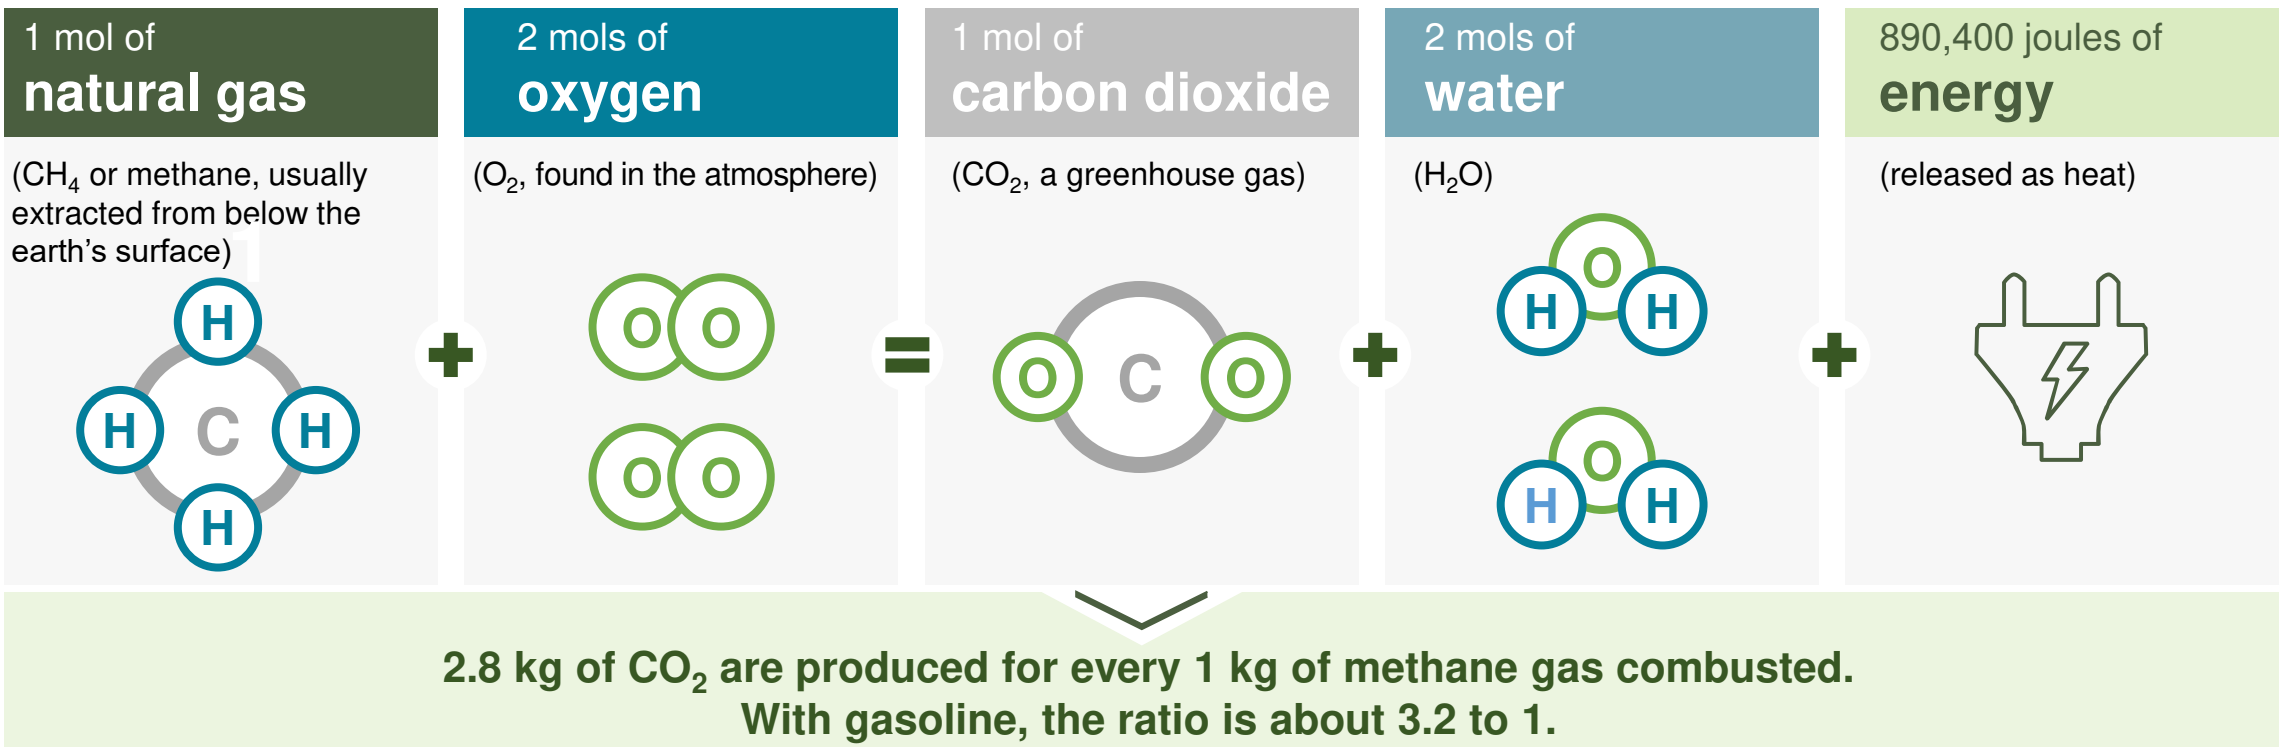 1 mol of
natural gas
2 mols of
oxygen
1 mol of
carbon dioxide
2 mols of
water
890,400 joules of
energy
(CH₄ or methane, usually
extracted from below the
earth's surface)
1
(O₂, found in the atmosphere)
(CO₂, a greenhouse gas)
(H₂O)
(released as heat)
H
H C H
H
+
O O
O O
=
O C O
+
O
H H
O
H H
+
2.8 kg of CO₂ are produced for every 1 kg of methane gas combusted.
With gasoline, the ratio is about 3.2 to 1.